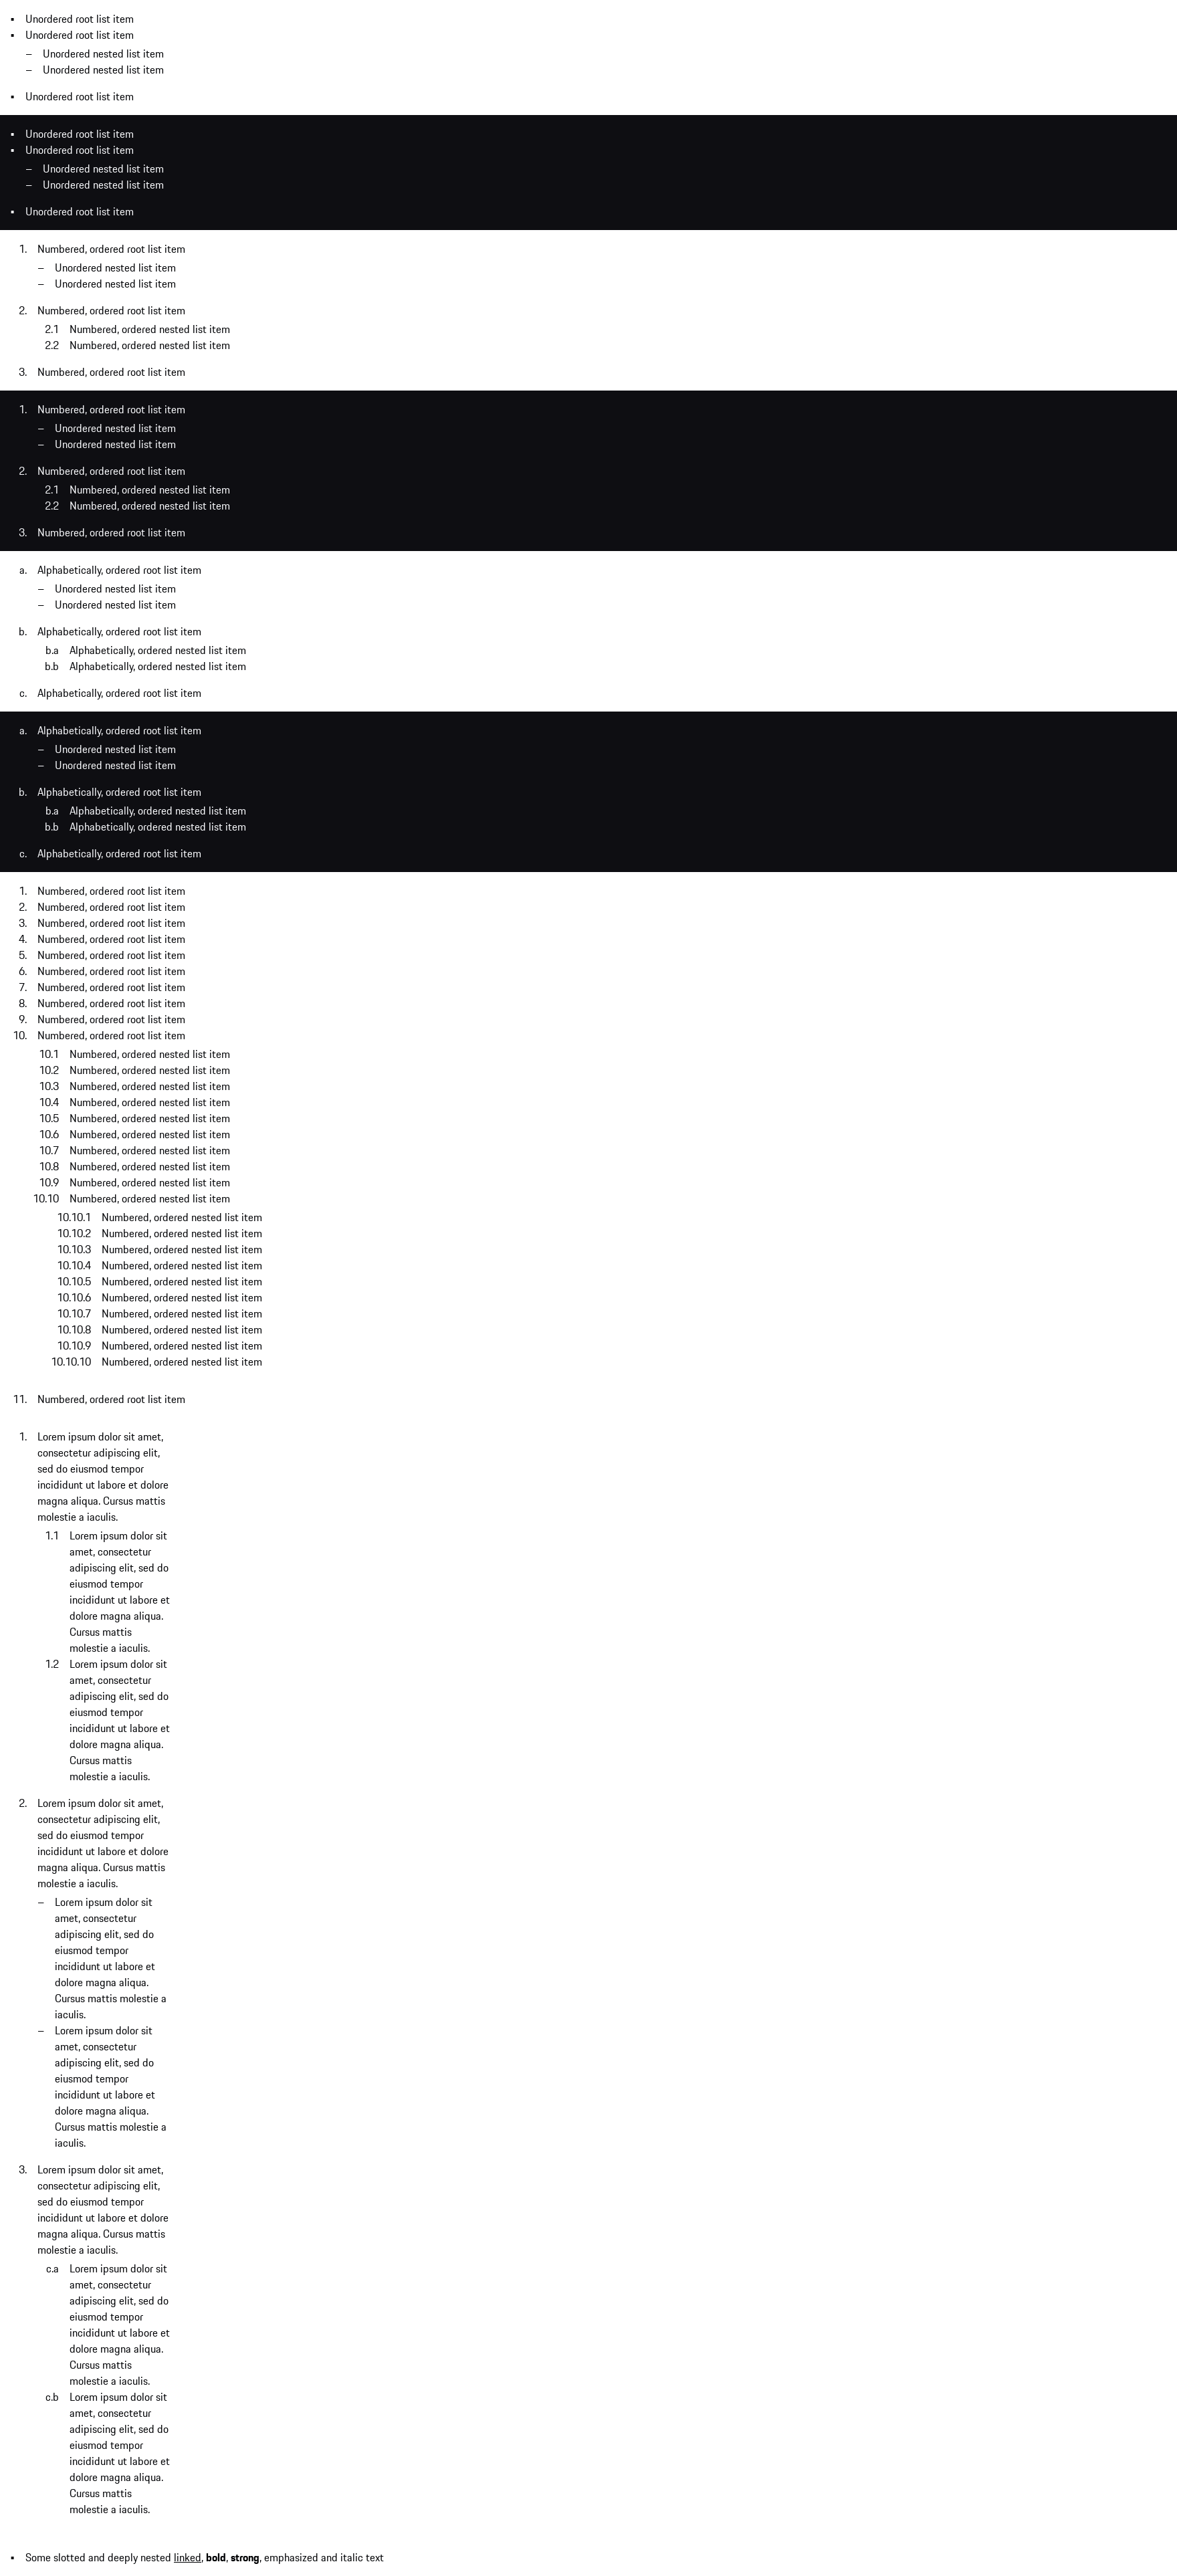 ▪ Unordered root list item
▪ Unordered root list item
– Unordered nested list item
– Unordered nested list item
▪ Unordered root list item
▪ Unordered root list item
▪ Unordered root list item
– Unordered nested list item
– Unordered nested list item
▪ Unordered root list item
1. Numbered, ordered root list item
– Unordered nested list item
– Unordered nested list item
2. Numbered, ordered root list item
2.1 Numbered, ordered nested list item
2.2 Numbered, ordered nested list item
3. Numbered, ordered root list item
1. Numbered, ordered root list item
– Unordered nested list item
– Unordered nested list item
2. Numbered, ordered root list item
2.1 Numbered, ordered nested list item
2.2 Numbered, ordered nested list item
3. Numbered, ordered root list item
a. Alphabetically, ordered root list item
– Unordered nested list item
– Unordered nested list item
b. Alphabetically, ordered root list item
b.a Alphabetically, ordered nested list item
b.b Alphabetically, ordered nested list item
c. Alphabetically, ordered root list item
a. Alphabetically, ordered root list item
– Unordered nested list item
– Unordered nested list item
b. Alphabetically, ordered root list item
b.a Alphabetically, ordered nested list item
b.b Alphabetically, ordered nested list item
c. Alphabetically, ordered root list item
1. Numbered, ordered root list item
2. Numbered, ordered root list item
3. Numbered, ordered root list item
4. Numbered, ordered root list item
5. Numbered, ordered root list item
6. Numbered, ordered root list item
7. Numbered, ordered root list item
8. Numbered, ordered root list item
9. Numbered, ordered root list item
10. Numbered, ordered root list item
10.1 Numbered, ordered nested list item
10.2 Numbered, ordered nested list item
10.3 Numbered, ordered nested list item
10.4 Numbered, ordered nested list item
10.5 Numbered, ordered nested list item
10.6 Numbered, ordered nested list item
10.7 Numbered, ordered nested list item
10.8 Numbered, ordered nested list item
10.9 Numbered, ordered nested list item
10.10 Numbered, ordered nested list item
10.10.1 Numbered, ordered nested list item
10.10.2 Numbered, ordered nested list item
10.10.3 Numbered, ordered nested list item
10.10.4 Numbered, ordered nested list item
10.10.5 Numbered, ordered nested list item
10.10.6 Numbered, ordered nested list item
10.10.7 Numbered, ordered nested list item
10.10.8 Numbered, ordered nested list item
10.10.9 Numbered, ordered nested list item
10.10.10 Numbered, ordered nested list item
11. Numbered, ordered root list item
1. Lorem ipsum dolor sit amet,
consectetur adipiscing elit,
sed do eiusmod tempor
incididunt ut labore et dolore
magna aliqua. Cursus mattis
molestie a iaculis.
1.1 Lorem ipsum dolor sit
amet, consectetur
adipiscing elit, sed do
eiusmod tempor
incididunt ut labore et
dolore magna aliqua.
Cursus mattis
molestie a iaculis.
1.2 Lorem ipsum dolor sit
amet, consectetur
adipiscing elit, sed do
eiusmod tempor
incididunt ut labore et
dolore magna aliqua.
Cursus mattis
molestie a iaculis.
2. Lorem ipsum dolor sit amet,
consectetur adipiscing elit,
sed do eiusmod tempor
incididunt ut labore et dolore
magna aliqua. Cursus mattis
molestie a iaculis.
– Lorem ipsum dolor sit
amet, consectetur
adipiscing elit, sed do
eiusmod tempor
incididunt ut labore et
dolore magna aliqua.
Cursus mattis molestie a
iaculis.
– Lorem ipsum dolor sit
amet, consectetur
adipiscing elit, sed do
eiusmod tempor
incididunt ut labore et
dolore magna aliqua.
Cursus mattis molestie a
iaculis.
3. Lorem ipsum dolor sit amet,
consectetur adipiscing elit,
sed do eiusmod tempor
incididunt ut labore et dolore
magna aliqua. Cursus mattis
molestie a iaculis.
c.a Lorem ipsum dolor sit
amet, consectetur
adipiscing elit, sed do
eiusmod tempor
incididunt ut labore et
dolore magna aliqua.
Cursus mattis
molestie a iaculis.
c.b Lorem ipsum dolor sit
amet, consectetur
adipiscing elit, sed do
eiusmod tempor
incididunt ut labore et
dolore magna aliqua.
Cursus mattis
molestie a iaculis.
• Some slotted and deeply nested linked, bold, strong, emphasized and italic text